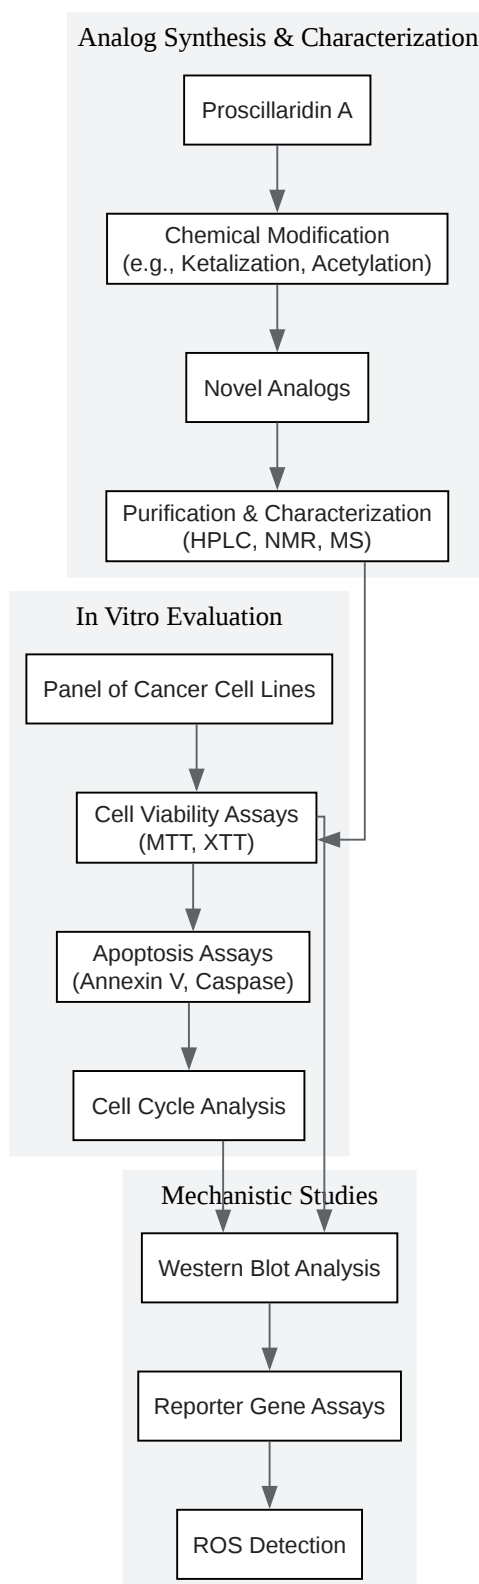 Analog Synthesis & Characterization
Proscillaridin A
Chemical Modification
(e.g., Ketalization, Acetylation)
Novel Analogs
Purification & Characterization
(HPLC, NMR, MS)
In Vitro Evaluation
Panel of Cancer Cell Lines
Cell Viability Assays
(MTT, XTT)
Apoptosis Assays
(Annexin V, Caspase)
Cell Cycle Analysis
Mechanistic Studies
Western Blot Analysis
Reporter Gene Assays
ROS Detection